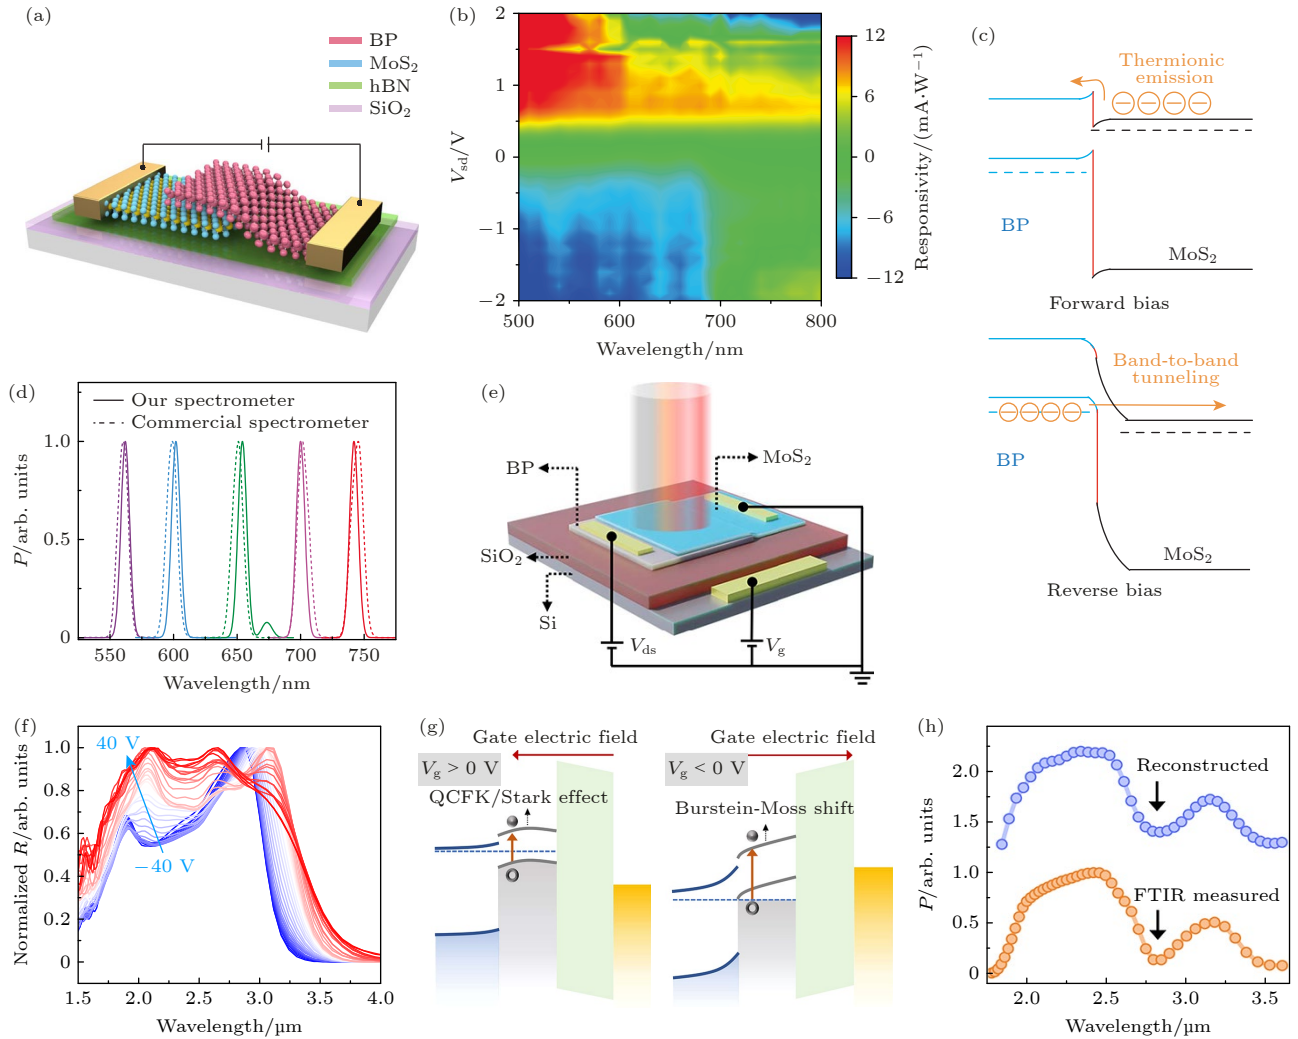 (a)
BP
MoS₂
hBN
SiO₂
(b)
2
1
0
−1
−2
Vsd/V
500
600
700
800
Wavelength/nm
12
6
0
−6
−12
Responsivity/(mA·W⁻¹)
(c)
Thermionic
emission
BP
MoS₂
Forward bias
Band-to-band
tunneling
BP
MoS₂
Reverse bias
(d)
Our spectrometer
Commercial spectrometer
1.0
0.5
0
P/arb. units
550
600
650
700
750
Wavelength/nm
(e)
BP
MoS₂
SiO₂
Si
Vds
Vg
(f)
40 V
−40 V
1.0
0.8
0.6
0.4
0.2
0
Normalized R/arb. units
1.5
2.0
2.5
3.0
3.5
4.0
Wavelength/μm
(g)
Gate electric field
Vg > 0 V
QCFK/Stark effect
Gate electric field
Vg < 0 V
Burstein-Moss shift
(h)
Reconstructed
FTIR measured
2.0
1.5
1.0
0.5
0
P/arb. units
2.0
2.5
3.0
3.5
Wavelength/μm